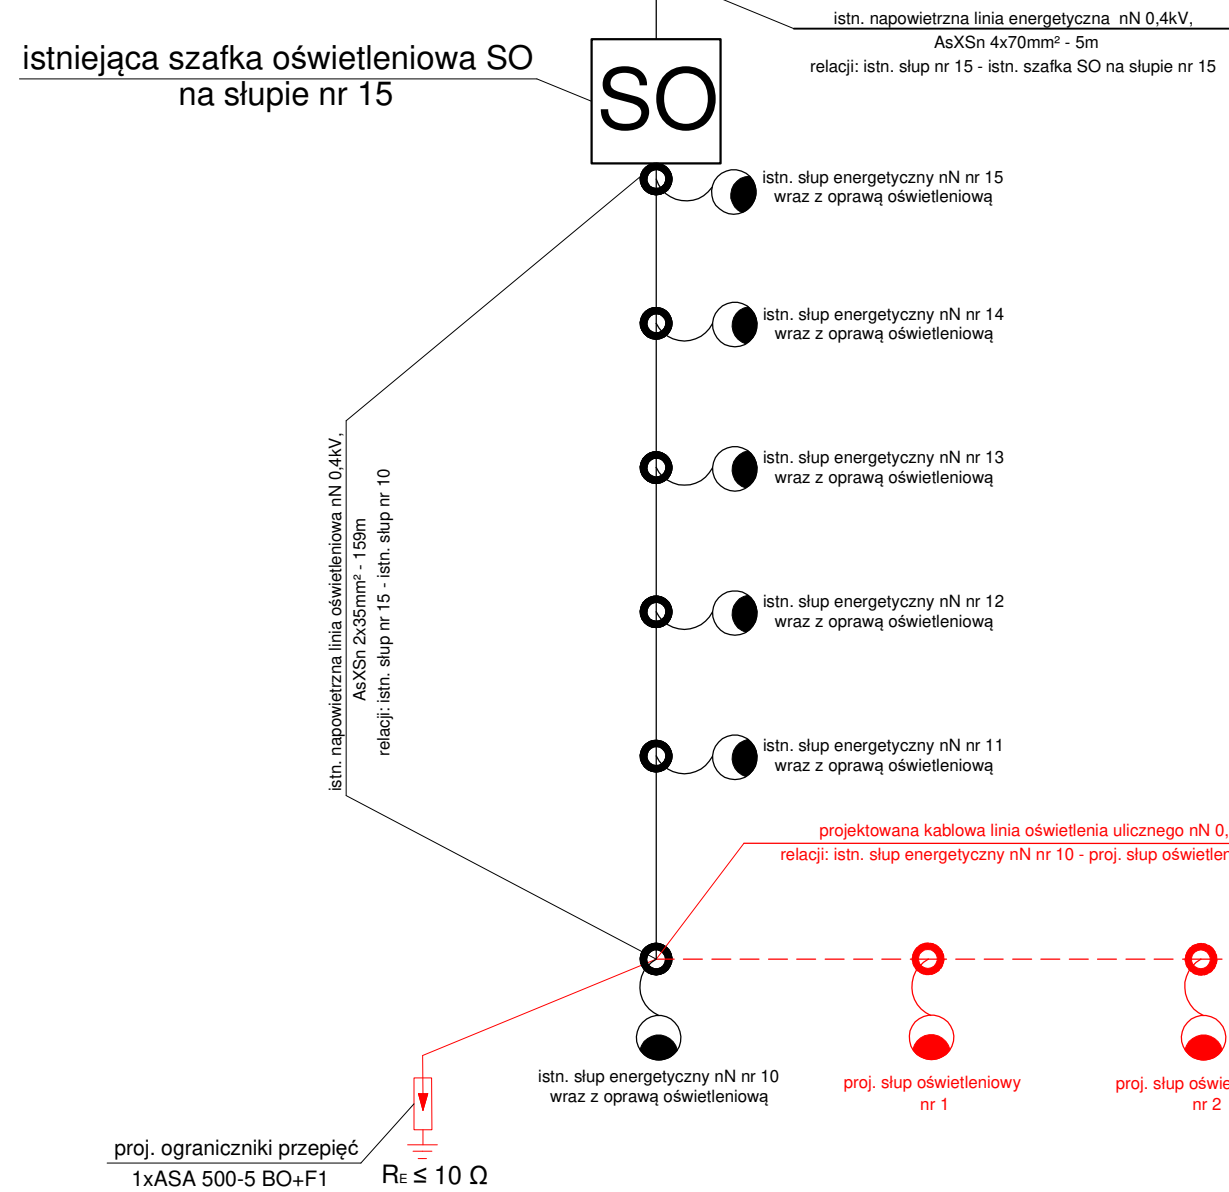 istn. napowietrzna linia energetyczna nN 0,4kV,
AsXSn 4x70mm² - 5m
relacji: istn. słup nr 15 - istn. szafka SO na słupie nr 15
istniejąca szafka oświetleniowa SO
na słupie nr 15
SO
istn. słup energetyczny nN nr 15
wraz z oprawą oświetleniową
istn. słup energetyczny nN nr 14
wraz z oprawą oświetleniową
istn. słup energetyczny nN nr 13
wraz z oprawą oświetleniową
istn. napowietrzna linia oświetleniowa nN 0,4kV,
AsXSn 2x35mm² - 159m
relacji: istn. słup nr 15 - istn. słup nr 10
istn. słup energetyczny nN nr 12
wraz z oprawą oświetleniową
istn. słup energetyczny nN nr 11
wraz z oprawą oświetleniową
projektowana kablowa linia oświetlenia ulicznego nN 0,
relacji: istn. słup energetyczny nN nr 10 - proj. słup oświetlen
istn. słup energetyczny nN nr 10
wraz z oprawą oświetleniową
proj. słup oświetleniowy
nr 1
proj. słup oświe
nr 2
proj. ograniczniki przepięć
1xASA 500-5 BO+F1
RE ≤ 10 Ω